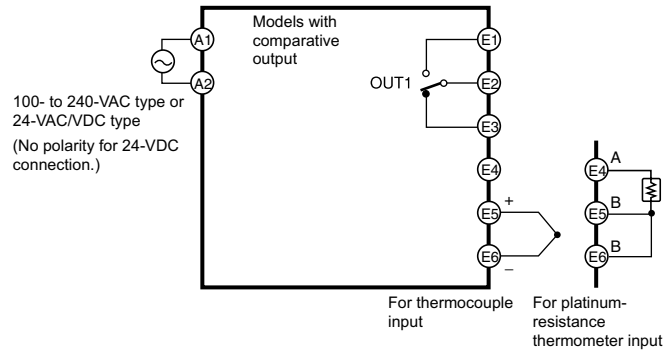 Models with
comparative
output
A1
A2
100- to 240-VAC type or
24-VAC/VDC type
(No polarity for 24-VDC
connection.)
OUT1
E1
E2
E3
E4
E5 +
E6 −
For thermocouple
input
E4 A
E5 B
E6 B
For platinum-
resistance
thermometer input